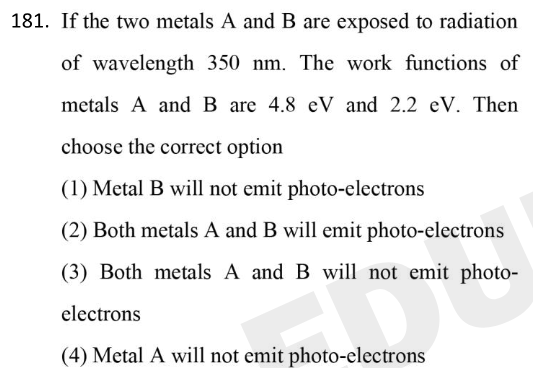 181. If the two metals A and B are exposed to radiation
of wavelength 350 nm. The work functions of
metals A and B are 4.8 eV and 2.2 eV. Then
choose the correct option
(1) Metal B will not emit photo-electrons
(2) Both metals A and B will emit photo-electrons
(3) Both metals A and B will not emit photo-
electrons
(4) Metal A will not emit photo-electrons